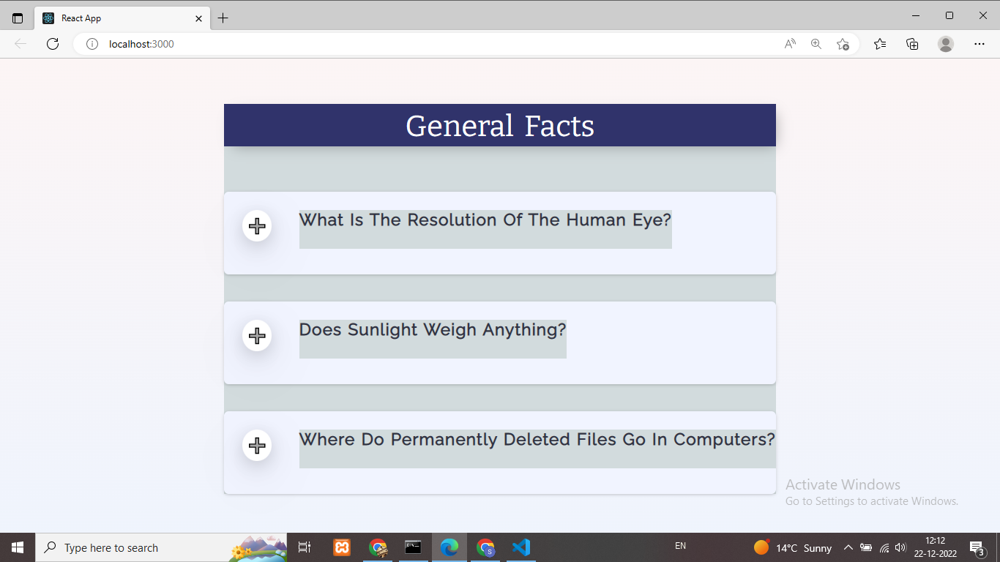 React App
localhost:3000
General Facts
What Is The Resolution Of The Human Eye?
Does Sunlight Weigh Anything?
Where Do Permanently Deleted Files Go In Computers?
Activate Windows
Go to Settings to activate Windows.
Type here to search
EN
14°C Sunny
12:12
22-12-2022
3